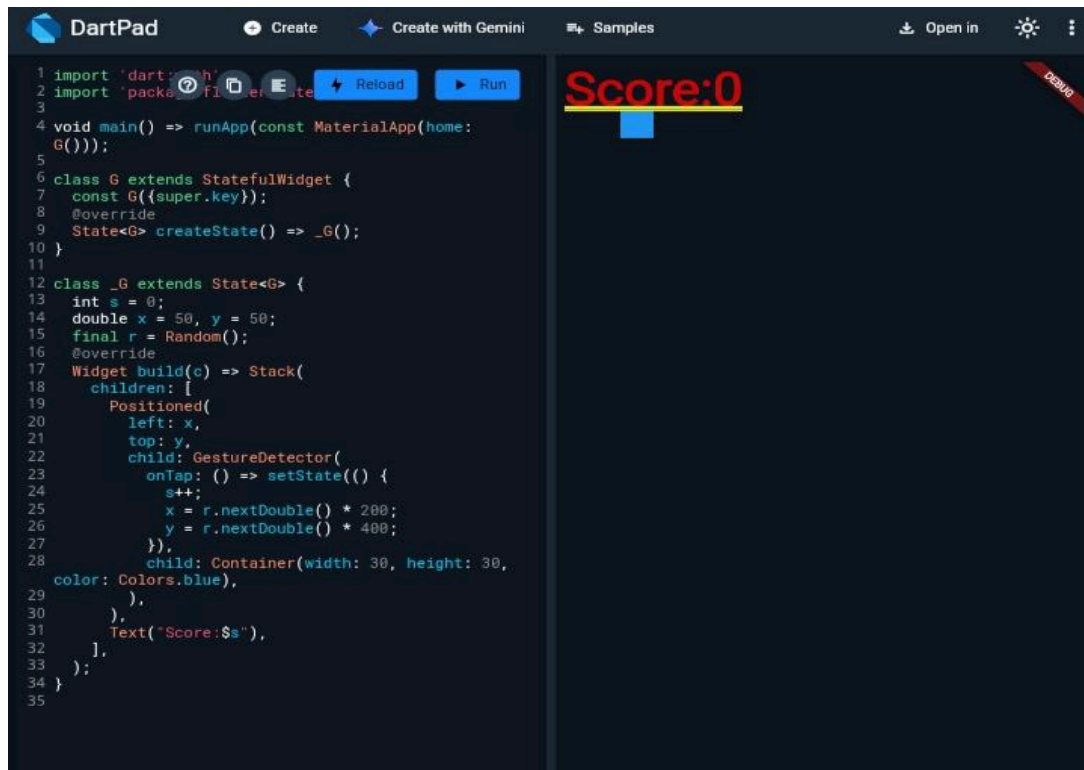 DartPad
Create
Create with Gemini
Samples
Open in
1 import 'dart:
2 import
Reload
Run
3
4 void main() => runApp(const MaterialApp(home:
G()));
5
6 class G extends StatefulWidget {
7 const G({super.key});
8 @override
9 State<G> createState() => _G();
10 }
11
12 class _G extends State<G> {
13 int s = 0;
14 double x = 50, y = 50;
15 final r = Random();
16 @override
17 Widget build(c) => Stack(
18 children: [
19 Positioned(
20 left: x,
21 top: y,
22 child: GestureDetector(
23 onTap: () => setState(() {
24 s++;
25 x = r.nextDouble() * 200;
26 y = r.nextDouble() * 400;
27 }),
28 child: Container(width: 30, height: 30,
color: Colors.blue),
29 ),
30 ),
31 Text("Score:$s"),
32 ],
33 );
34 }
35
Score:0
DEBUG